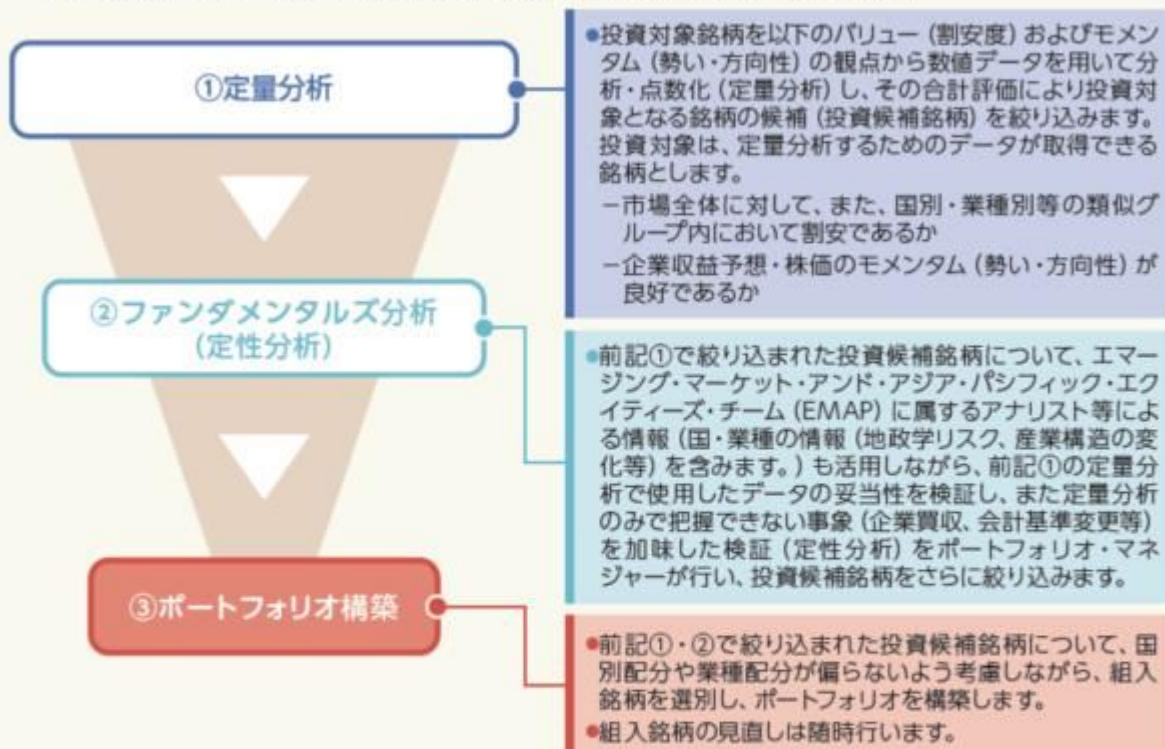 ①定量分析
●投資対象銘柄を以下のバリュー（割安度）およびモメン
タム（勢い・方向性）の観点から数値データを用いて分
析・点数化（定量分析）し、その合計評価により投資対
象となる銘柄の候補（投資候補銘柄）を絞り込みます。
投資対象は、定量分析するためのデータが取得できる
銘柄とします。
－市場全体に対して、また、国別・業種別等の類似グ
ループ内において割安であるか
－企業収益予想・株価のモメンタム（勢い・方向性）が
良好であるか
②ファンダメンタルズ分析
（定性分析）
●前記①で絞り込まれた投資候補銘柄について、エマー
ジング・マーケット・アンド・アジア・パシフィック・エク
イティーズ・チーム（EMAP）に属するアナリスト等によ
る情報（国・業種の情報（地政学リスク、産業構造の変
化等）を含みます。）も活用しながら、前記①の定量分
析で使用したデータの妥当性を検証し、また定量分析
のみで把握できない事象（企業買収、会計基準変更等）
を加味した検証（定性分析）をポートフォリオ・マネ
ジャーが行い、投資候補銘柄をさらに絞り込みます。
③ポートフォリオ構築
●前記①・②で絞り込まれた投資候補銘柄について、国
別配分や業種配分が偏らないよう考慮しながら、組入
銘柄を選別し、ポートフォリオを構築します。
●組入銘柄の見直しは随時行います。